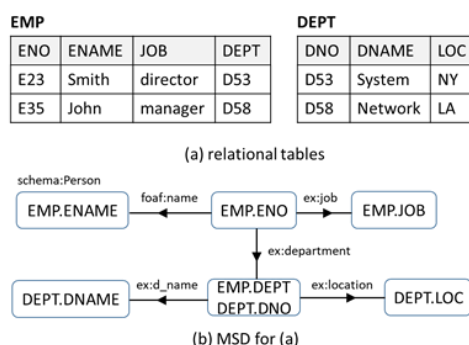 EMP
ENO ENAME JOB DEPT
E23 Smith director D53
E35 John manager D58
DEPT
DNO DNAME LOC
D53 System NY
D58 Network LA
(a) relational tables
schema:Person
EMP.ENAME foaf:name EMP.ENO ex:job EMP.JOB
ex:department
DEPT.DNAME ex:d_name EMP.DEPT ex:location DEPT.LOC
DEPT.DNO
(b) MSD for (a)